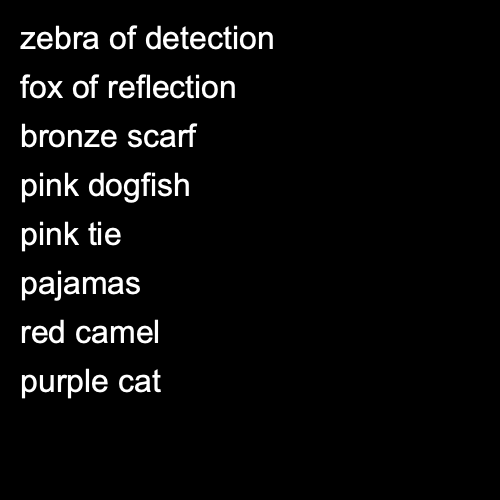 zebra of detection
fox of reflection
bronze scarf
pink dogfish
pink tie
pajamas
red camel
purple cat